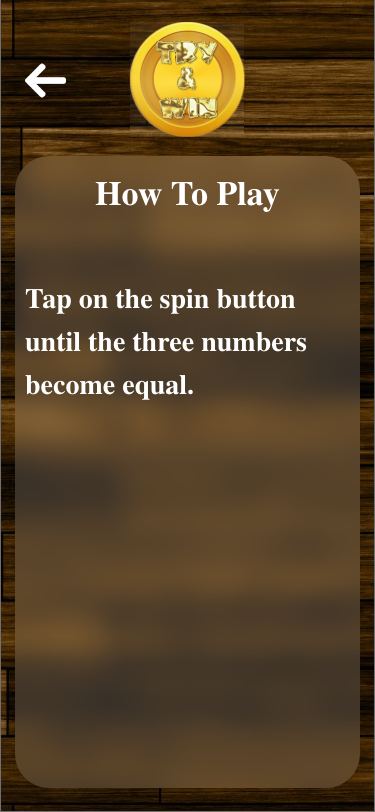 TRY
&
WIN
How To Play
Tap on the spin button
until the three numbers
become equal.